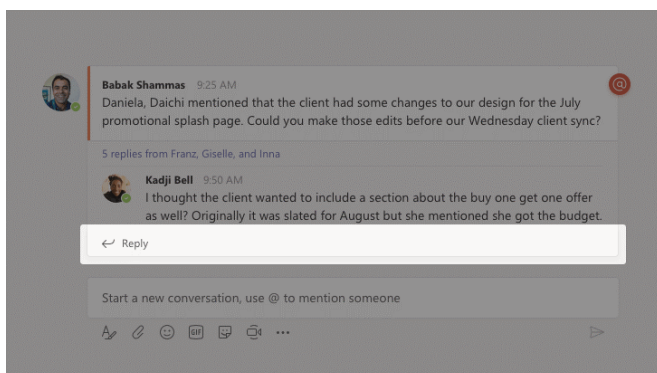 Babak Shammas 9:25 AM
@
Daniela, Daichi mentioned that the client had some changes to our design for the July
promotional splash page. Could you make those edits before our Wednesday client sync?
5 replies from Franz, Giselle, and Inna
Kadji Bell 9:50 AM
I thought the client wanted to include a section about the buy one get one offer
as well? Originally it was slated for August but she mentioned she got the budget.
Reply
Start a new conversation, use @ to mention someone
GIF